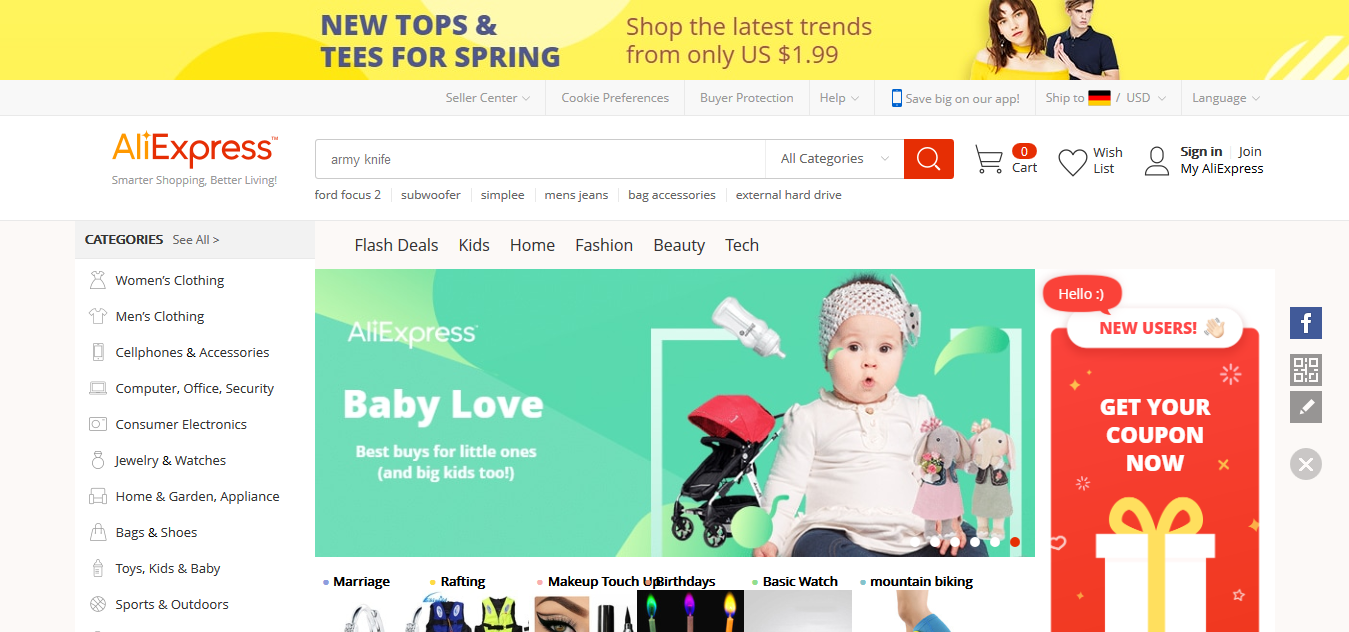 NEW TOPS &
TEES FOR SPRING
Shop the latest trends
from only US $1.99
Seller Center
Cookie Preferences
Buyer Protection
Help
Save big on our app!
Ship to / USD
Language
AliExpress™
Smarter Shopping, Better Living!
army knife
All Categories
0
Cart
Wish
List
Sign in
Join
My AliExpress
ford focus 2
subwoofer
simplee
mens jeans
bag accessories
external hard drive
CATEGORIES See All >
Flash Deals
Kids
Home
Fashion
Beauty
Tech
Women's Clothing
Men's Clothing
Cellphones & Accessories
Computer, Office, Security
Consumer Electronics
Jewelry & Watches
Home & Garden, Appliance
Bags & Shoes
Toys, Kids & Baby
Sports & Outdoors
AliExpress™
Baby Love
Best buys for little ones
(and big kids too!)
Hello :)
NEW USERS!
GET YOUR
COUPON
NOW
f
Marriage
Rafting
Makeup Touch Up
Birthdays
Basic Watch
mountain biking